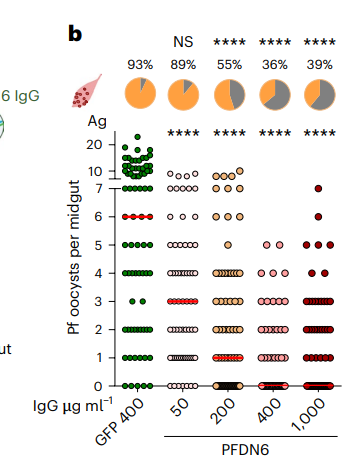 b
NS **** **** ****
93% 89% 55% 36% 39%
6 IgG
Ag
**** **** **** ****
20
10
7
6
5
4
3
2
1
0
Pf oocysts per midgut
ut
IgG μg ml⁻¹
GFP 400 50 200 400 1,000
PFDN6